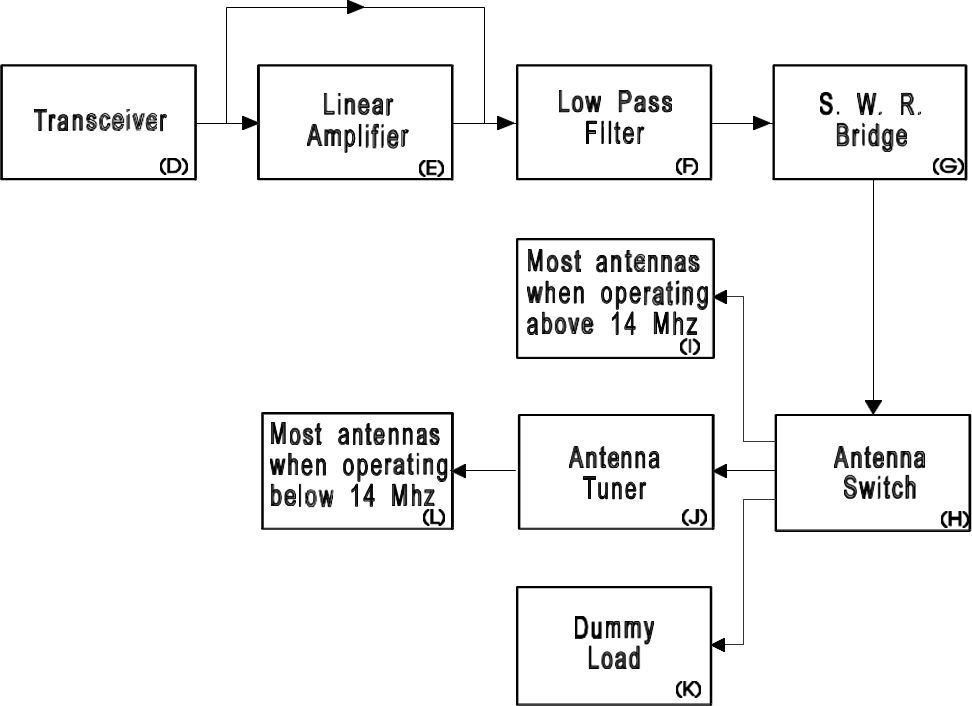 Transceiver
(D)
Linear
Amplifier
(E)
Low Pass
Filter
(F)
S. W. R.
Bridge
(G)
Most antennas
when operating
above 14 Mhz
(I)
Most antennas
when operating
below 14 Mhz
(L)
Antenna
Tuner
(J)
Antenna
Switch
(H)
Dummy
Load
(K)